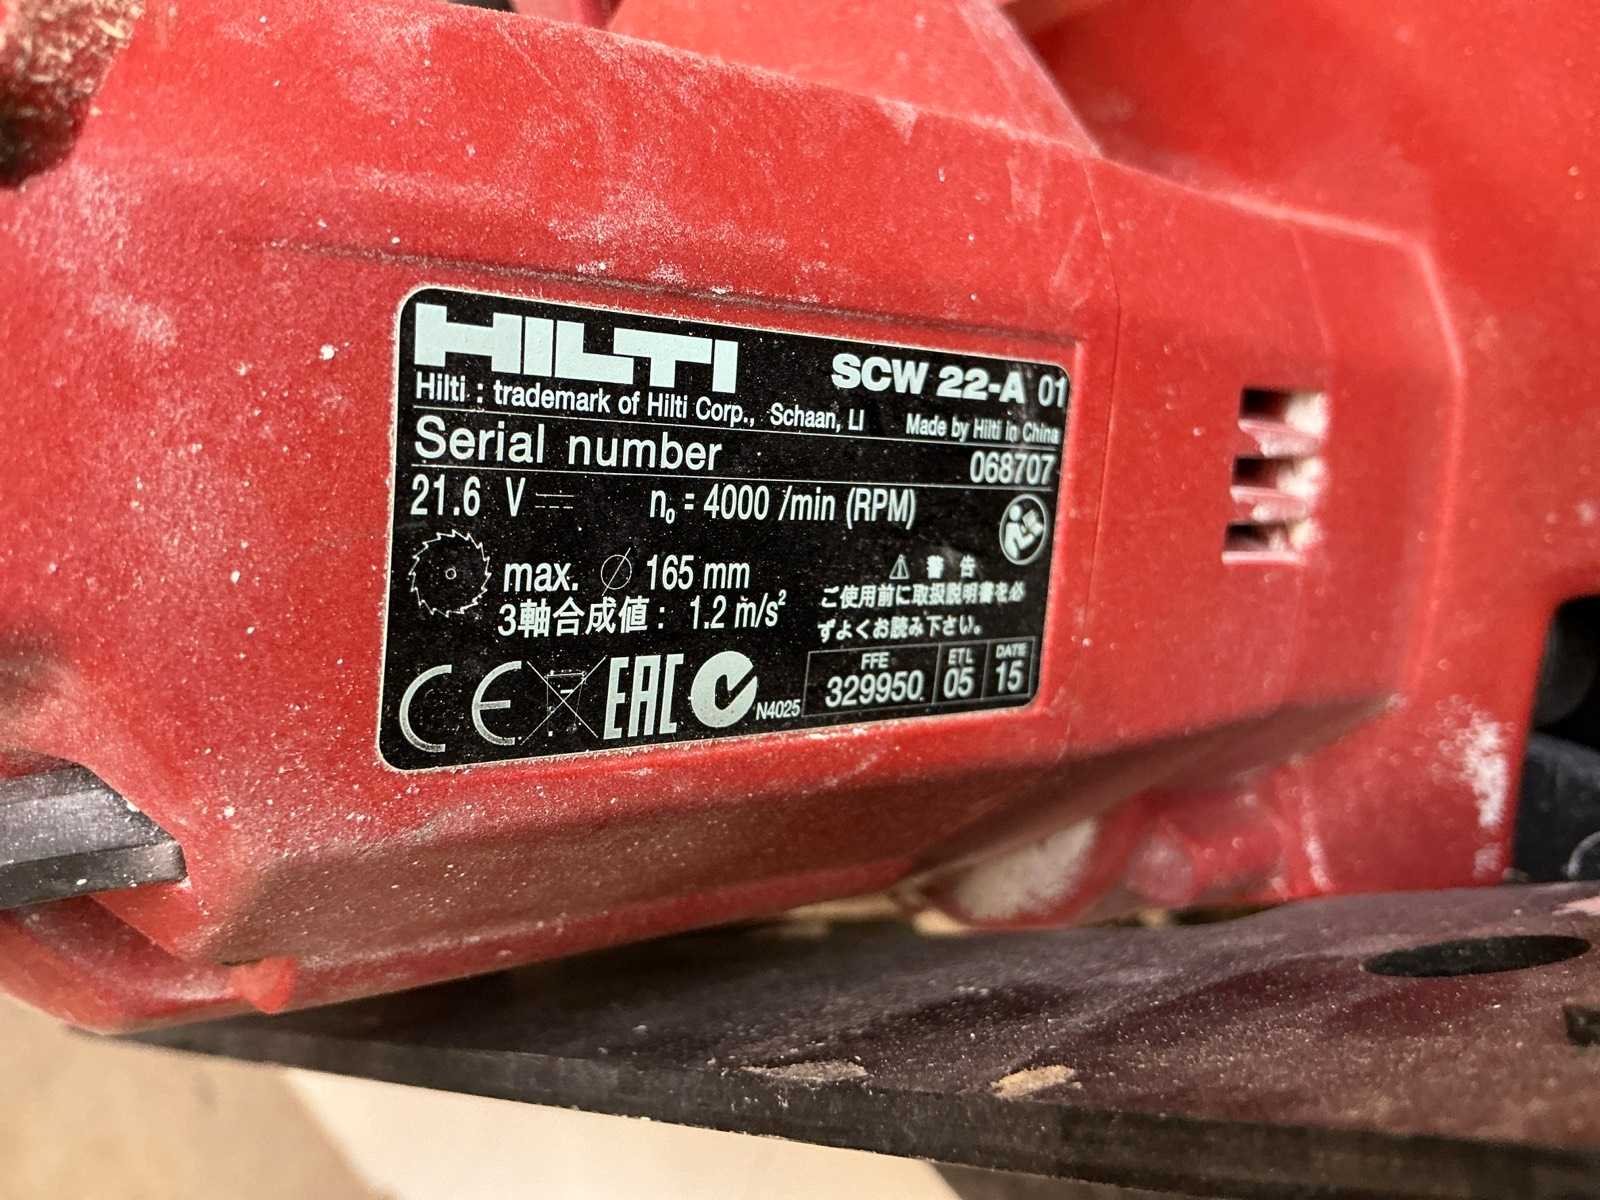 HILTI
SCW 22-A 01
Hilti : trademark of Hilti Corp., Schaan, LI
Made by Hilti in China
Serial number
068707
21.6 V
n₀ = 4000 /min (RPM)
max. ∅ 165 mm
3軸合成値 : 1.2 m/s²
⚠ 警告
ご使用前に取扱説明書を必
ずよくお読み下さい。
CE EAC N4025
FFE ETL DATE
329950 05 15